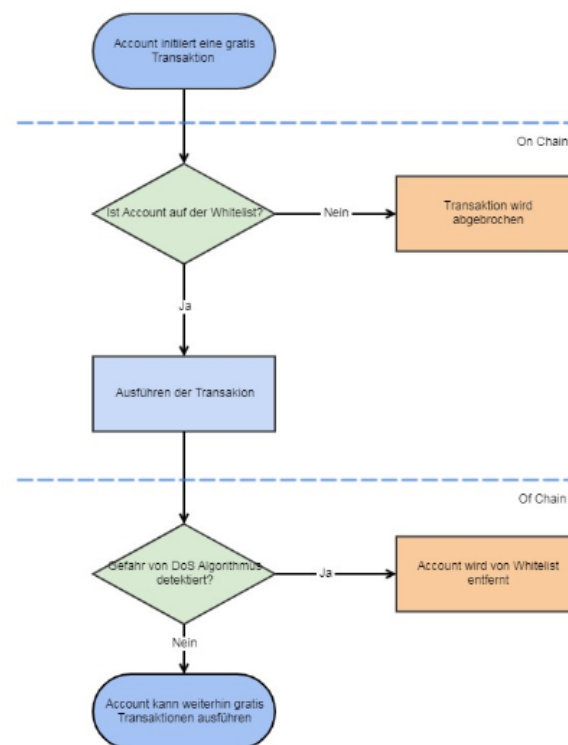 Account initiiert eine gratis
Transaktion
On Chain
Ist Account auf der Whitelist?
Nein
Transaktion wird
abgebrochen
Ja
Ausführen der Transakion
Of Chain
Gefahr von DoS Algorithmus
detektiert?
Ja
Account wird von Whitelist
entfernt
Nein
Account kann weiterhin gratis
Transaktionen ausführen